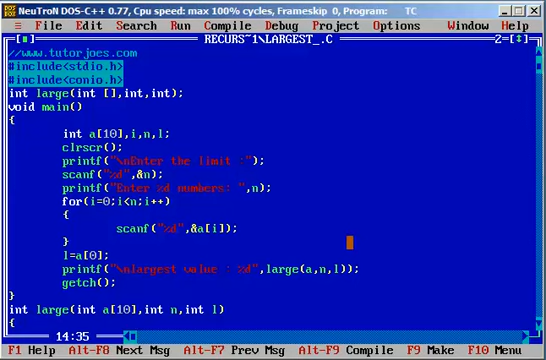 NeuTroN DOS-C++ 0.77, Cpu speed: max 100% cycles, Frameskip 0, Program: TC
≡ File Edit Search Run Compile Debug Project Options Window Help
RECURS~1\LARGEST_.C 2=[↕]
//www.tutorjoes.com
#include<stdio.h>
#include<conio.h>
int large(int [],int,int);
void main()
{
int a[10],i,n,l;
clrscr();
printf("\nEnter the limit :");
scanf("%d",&n);
printf("Enter %d numbers: ",n);
for(i=0;i<n;i++)
{
scanf("%d",&a[i]);
}
l=a[0];
printf("\nlargest value : %d",large(a,n,l));
getch();
}
int large(int a[10],int n,int l)
{
14:35
F1 Help Alt-F8 Next Msg Alt-F7 Prev Msg Alt-F9 Compile F9 Make F10 Menu